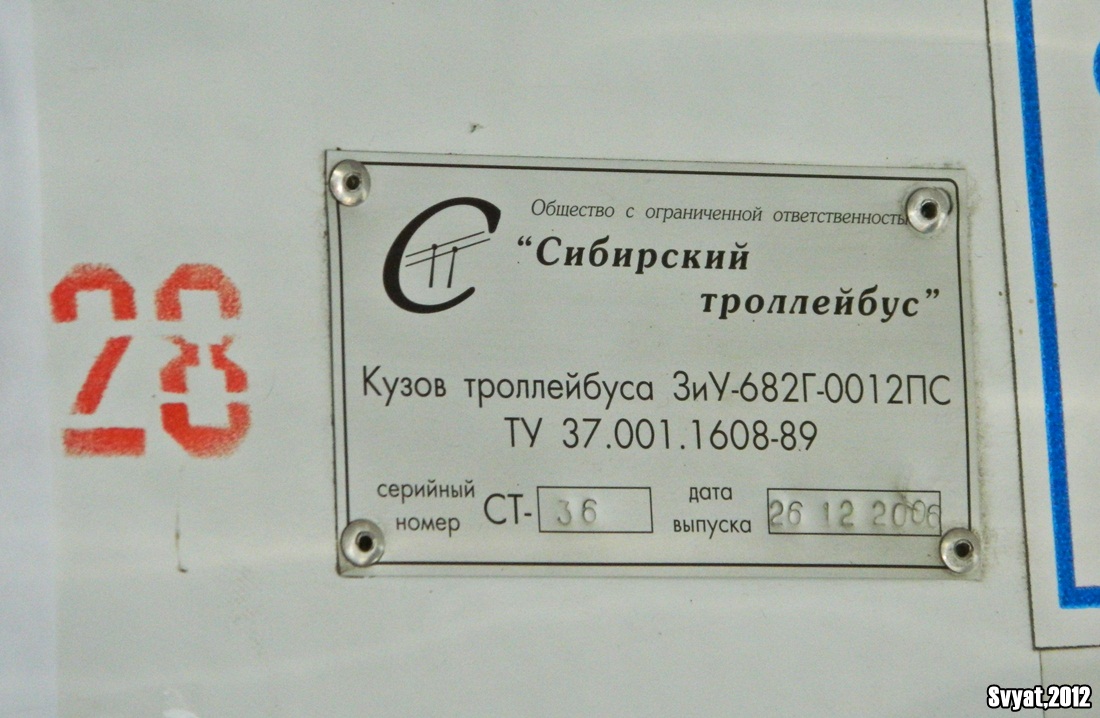 28
Общество с ограниченной ответственность
“Сибирский
троллейбус”
Кузов троллейбуса ЗиУ-682Г-0012ПС
ТУ 37.001.1608-89
серийный номер СТ- 36 дата выпуска 26 12 2006
Svyat,2012